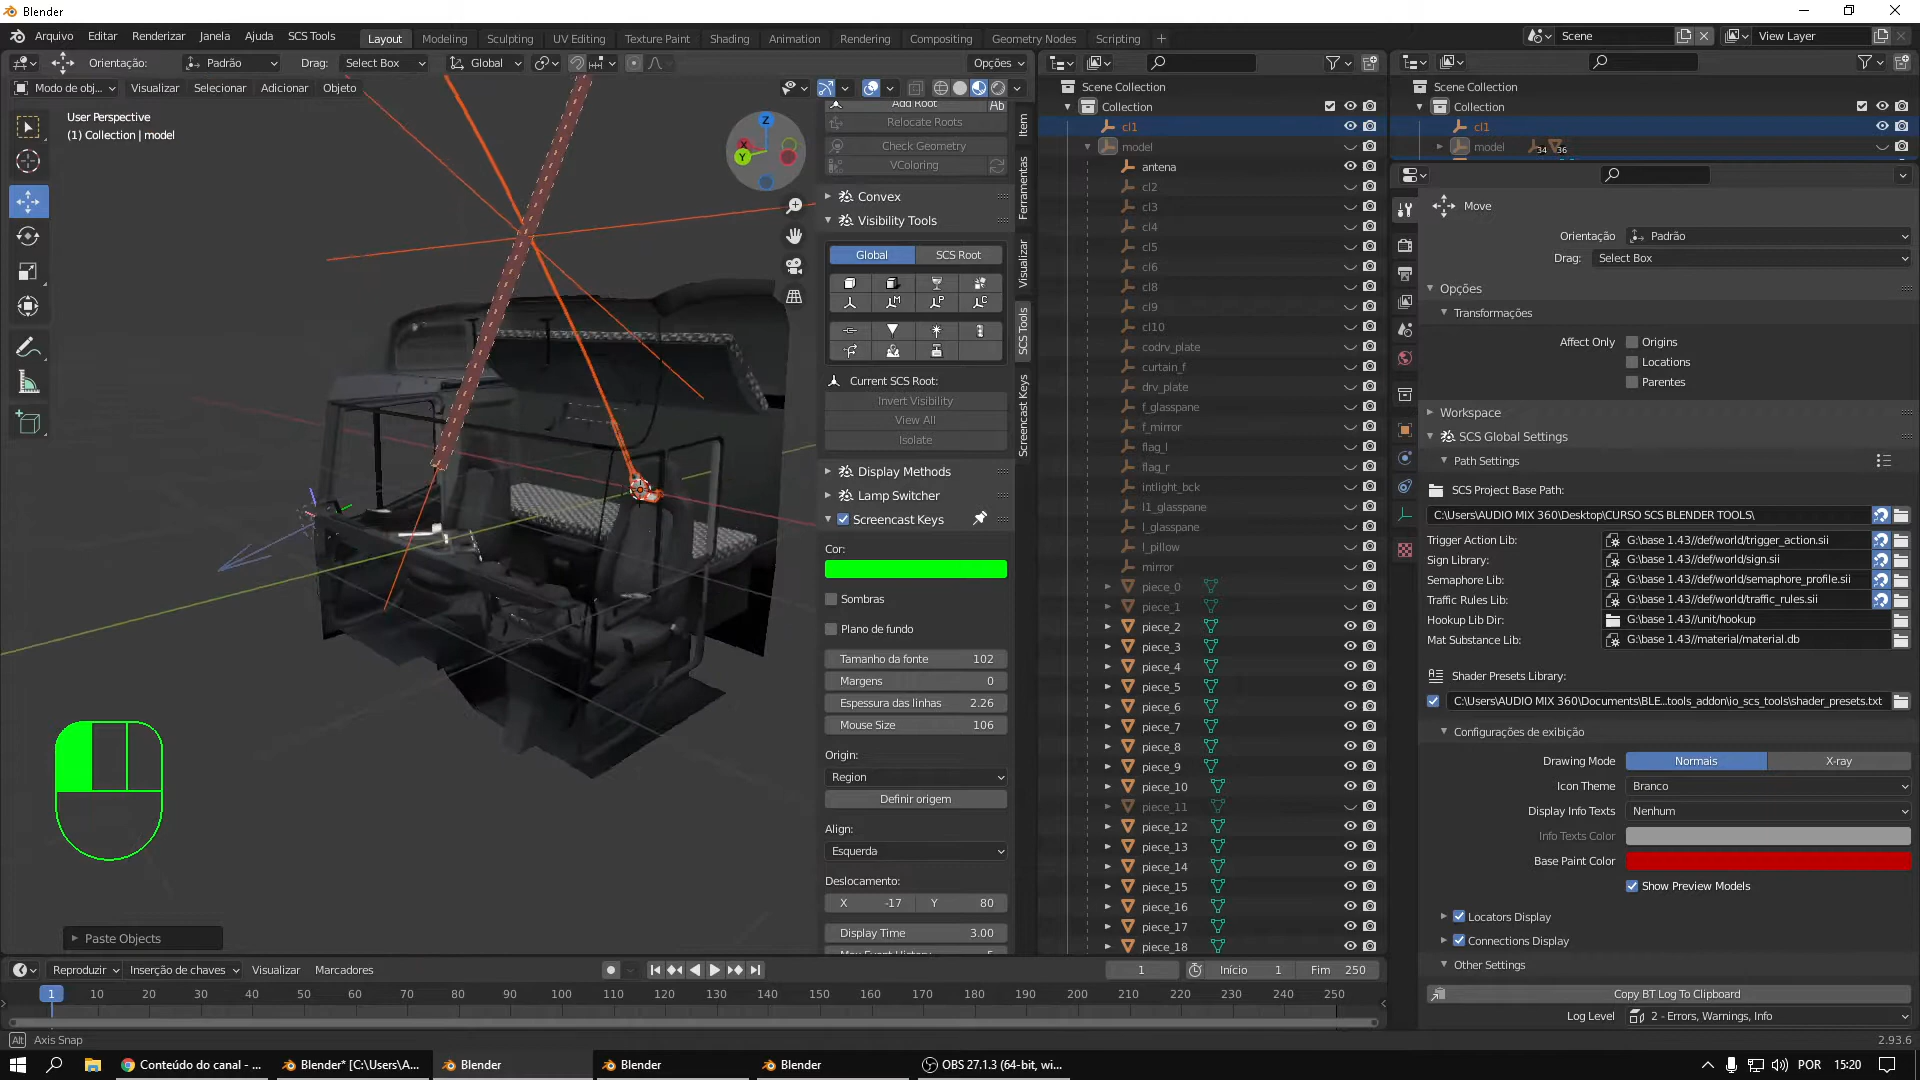 Blender
Arquivo Editar Renderizar Janela Ajuda SCS Tools Layout Modeling Sculpting UV Editing Texture Paint Shading Animation Rendering Compositing Geometry Nodes Scripting + Scene View Layer
Orientação: Padrão Drag: Select Box Global Opções
Modo de obj... Visualizar Selecionar Adicionar Objeto
User Perspective
(1) Collection | model
Z
X
Y
Add Root Ab
Relocate Roots
Check Geometry
VColoring
Convex
Visibility Tools
Global SCS Root
M P C
Current SCS Root:
Invert Visibility
View All
Isolate
Display Methods
Lamp Switcher
Screencast Keys
Cor:
Sombras
Plano de fundo
Tamanho da fonte 102
Margens 0
Espessura das linhas 2.26
Mouse Size 106
Origin:
Region
Definir origem
Align:
Esquerda
Deslocamento:
X -17 Y 80
Display Time 3.00
Item
Ferramentas
Visualizar
SCS Tools
Screencast Keys
Scene Collection
Collection
cl1
model
antena
cl2
cl3
cl4
cl5
cl6
cl8
cl9
cl10
codrv_plate
curtain_f
drv_plate
f_glasspane
f_mirror
flag_l
flag_r
intlight_bck
l1_glasspane
l_glasspane
l_pillow
mirror
piece_0
piece_1
piece_2
piece_3
piece_4
piece_5
piece_6
piece_7
piece_8
piece_9
piece_10
piece_11
piece_12
piece_13
piece_14
piece_15
piece_16
piece_17
piece_18
Scene Collection
Collection
cl1
model 34 36
Move
Orientação Padrão
Drag: Select Box
Opções
Transformações
Affect Only Origins
Locations
Parentes
Workspace
SCS Global Settings
Path Settings
SCS Project Base Path:
C:\Users\AUDIO MIX 360\Desktop\CURSO SCS BLENDER TOOLS\
Trigger Action Lib: G:\base 1.43//def/world/trigger_action.sii
Sign Library: G:\base 1.43//def/world/sign.sii
Semaphore Lib: G:\base 1.43//def/world/semaphore_profile.sii
Traffic Rules Lib: G:\base 1.43//def/world/traffic_rules.sii
Hookup Lib Dir: G:\base 1.43//unit/hookup
Mat Substance Lib: G:\base 1.43//material/material.db
Shader Presets Library:
C:\Users\AUDIO MIX 360\Documents\BLE...tools_addon\io_scs_tools\shader_presets.txt
Configurações de exibição
Drawing Mode Normais X-ray
Icon Theme Branco
Display Info Texts Nenhum
Info Texts Color
Base Paint Color
Show Preview Models
Locators Display
Connections Display
Other Settings
Copy BT Log To Clipboard
Log Level 2 - Errors, Warnings, Info
Paste Objects
Reproduzir Inserção de chaves Visualizar Marcadores 1 Início 1 Fim 250
1 10 20 30 40 50 60 70 80 90 100 110 120 130 140 150 160 170 180 190 200 210 220 230 240 250
Alt Axis Snap 2.93.6
Conteúdo do canal - ... Blender* [C:\Users\A... Blender Blender Blender OBS 27.1.3 (64-bit, wi... POR 15:20